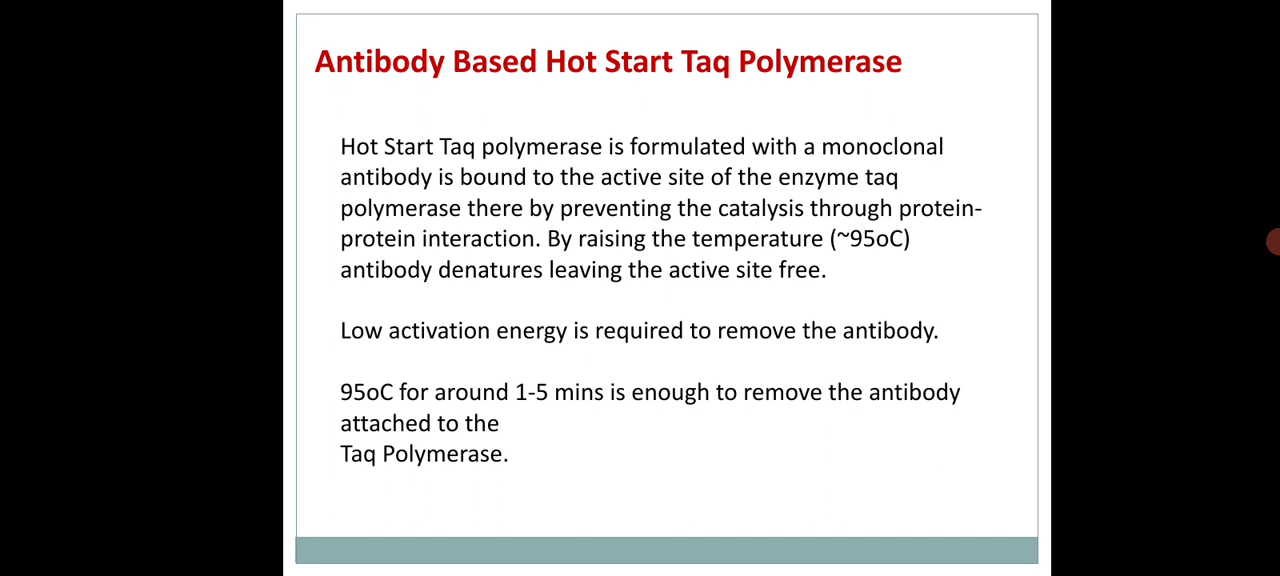 Antibody Based Hot Start Taq Polymerase
Hot Start Taq polymerase is formulated with a monoclonal
antibody is bound to the active site of the enzyme taq
polymerase there by preventing the catalysis through protein-
protein interaction. By raising the temperature (~95oC)
antibody denatures leaving the active site free.
Low activation energy is required to remove the antibody.
95oC for around 1-5 mins is enough to remove the antibody
attached to the
Taq Polymerase.